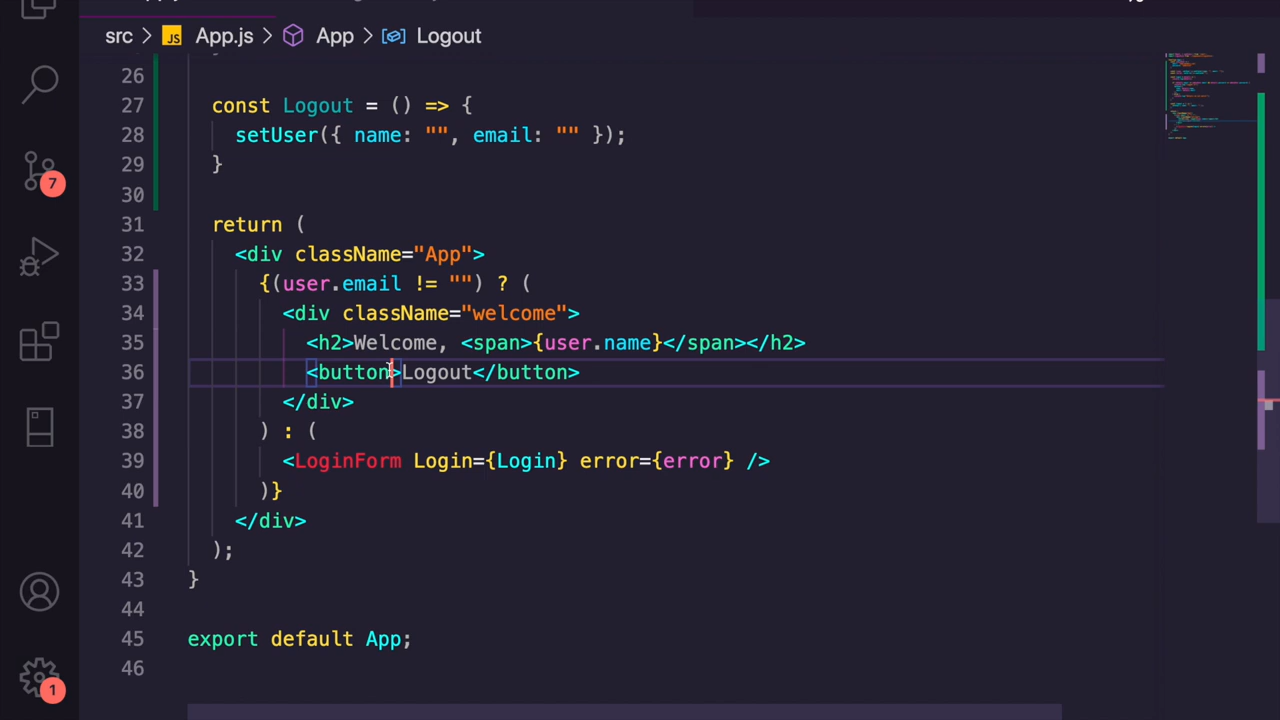 src > JS App.js > App > Logout
26
27 const Logout = () => {
28 setUser({ name: "", email: "" });
29 }
30
31 return (
32 <div className="App">
33 {(user.email != "") ? (
34 <div className="welcome">
35 <h2>Welcome, <span>{user.name}</span></h2>
36 <button>Logout</button>
37 </div>
38 ) : (
39 <LoginForm Login={Login} error={error} />
40 )}
41 </div>
42 );
43 }
44
45 export default App;
46
7
1